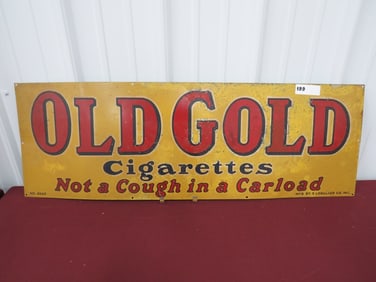 189
OLD GOLD
Cigarettes
Not a Cough in a Carload